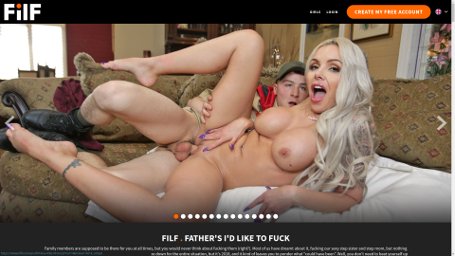 FiLF
GIRLS LOGIN CREATE MY FREE ACCOUNT
FILF . FATHER'S I'D LIKE TO FUCK
Family members are supposed to be there for you at all times, but you would never think about fucking them (right?). Most of us have dreamt about it, fucking our sexy step sister and step mom, but nothing
so down for the entire situation, but it's 2018, and it kind of leaves you to ponder what "could have been". Well, you don't need to beat yourself up